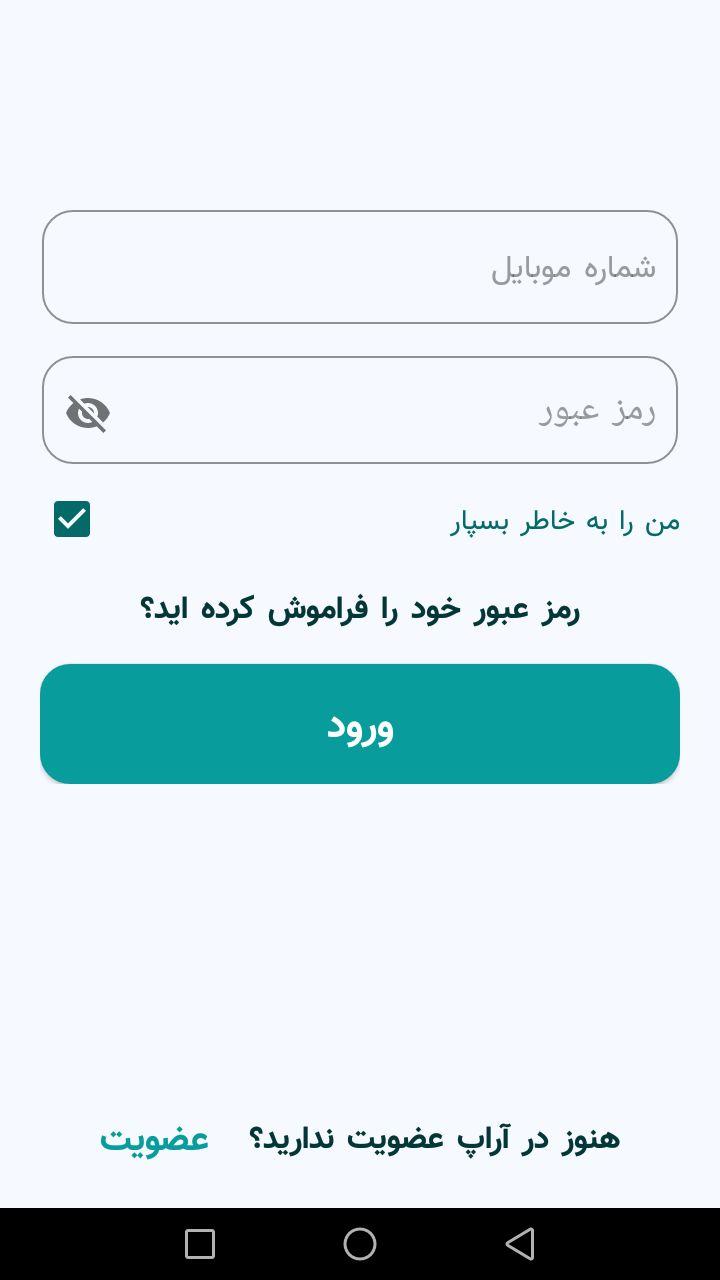 شماره موبایل
رمز عبور
من را به خاطر بسپار
رمز عبور خود را فراموش کرده اید؟
ورود
هنوز در آراپ عضویت ندارید؟ عضویت